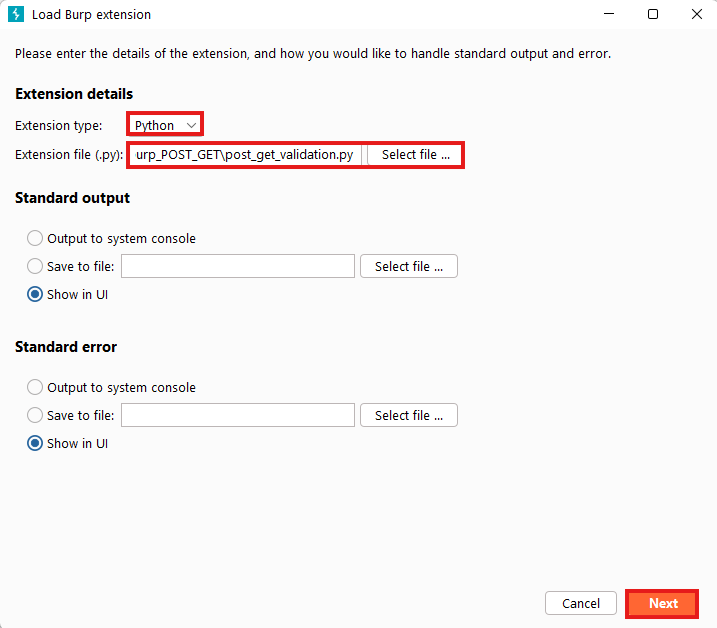 Load Burp extension
Please enter the details of the extension, and how you would like to handle standard output and error.
Extension details
Extension type: Python
Extension file (.py): urp_POST_GET\post_get_validation.py Select file ...
Standard output
Output to system console
Save to file: Select file ...
Show in UI
Standard error
Output to system console
Save to file: Select file ...
Show in UI
Cancel Next